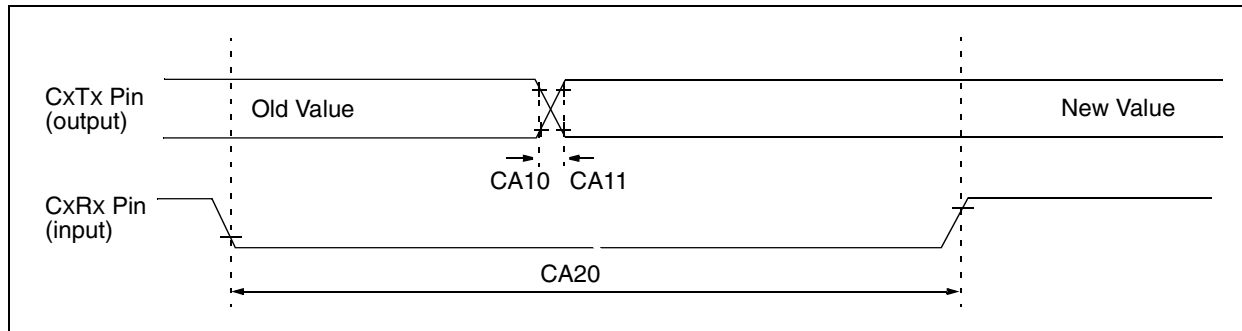 CxTx Pin
(output)
Old Value
New Value
CA10 CA11
CxRx Pin
(input)
CA20